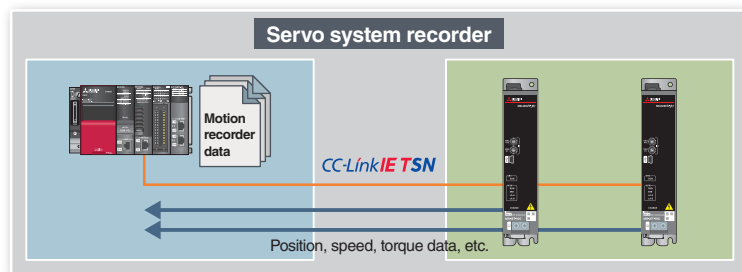 Servo system recorder
Motion
recorder
data
CC-Link IE TSN
Position, speed, torque data, etc.